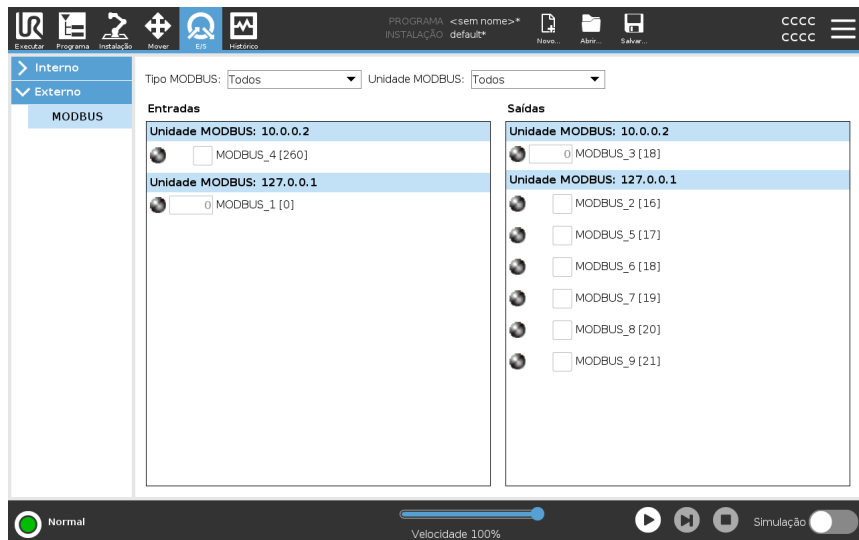 UR
PROGRAMA <sem nome>*
INSTALAÇÃO default*
Executar Programa Instalação Mover E/S Histórico
Novo... Abrir... Salvar...
CCCC
CCCC
Interno
Externo
MODBUS
Tipo MODBUS: Todos Unidade MODBUS: Todos
Entradas
Unidade MODBUS: 10.0.0.2
MODBUS_4 [260]
Unidade MODBUS: 127.0.0.1
0 MODBUS_1 [0]
Saídas
Unidade MODBUS: 10.0.0.2
0 MODBUS_3 [18]
Unidade MODBUS: 127.0.0.1
MODBUS_2 [16]
MODBUS_5 [17]
MODBUS_6 [18]
MODBUS_7 [19]
MODBUS_8 [20]
MODBUS_9 [21]
Normal
Velocidade 100%
Simulação